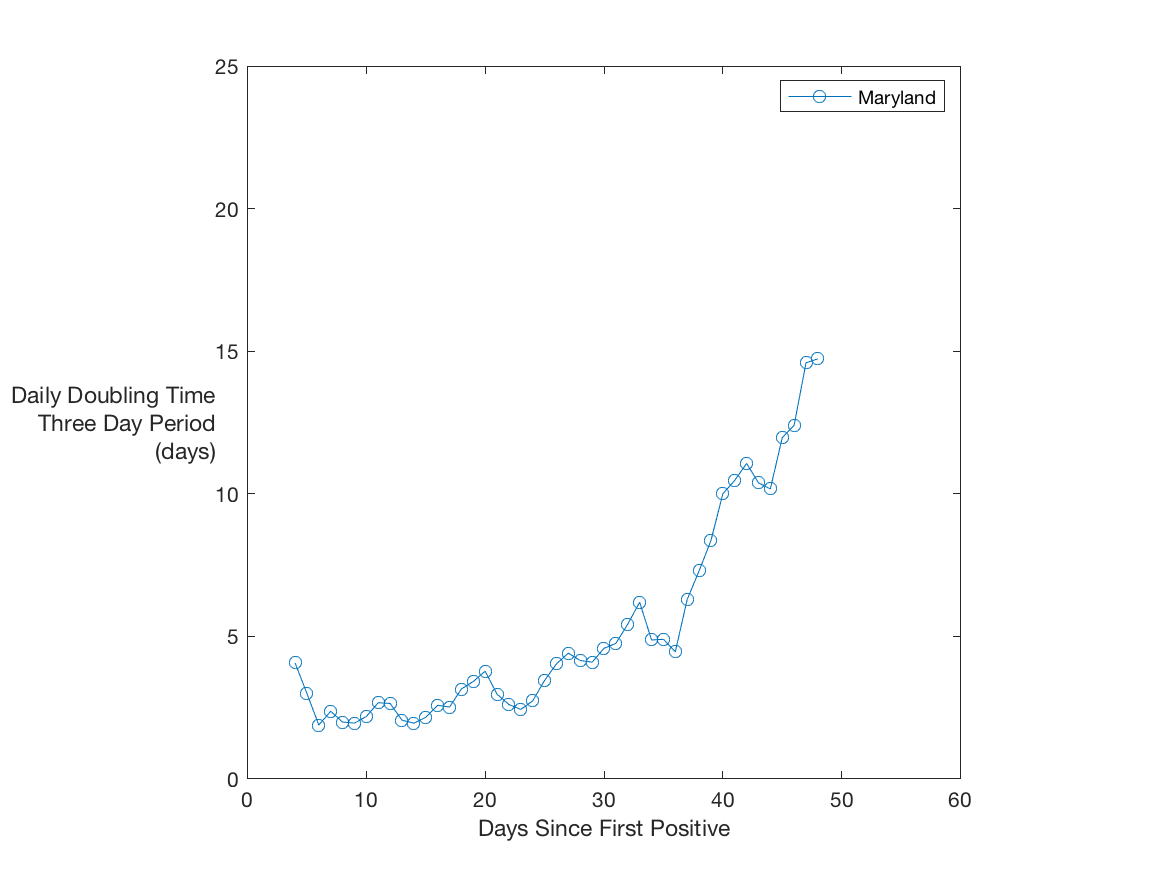 25
Maryland
20
15
Daily Doubling Time
Three Day Period
(days)
10
5
0
0 10 20 30 40 50 60
Days Since First Positive